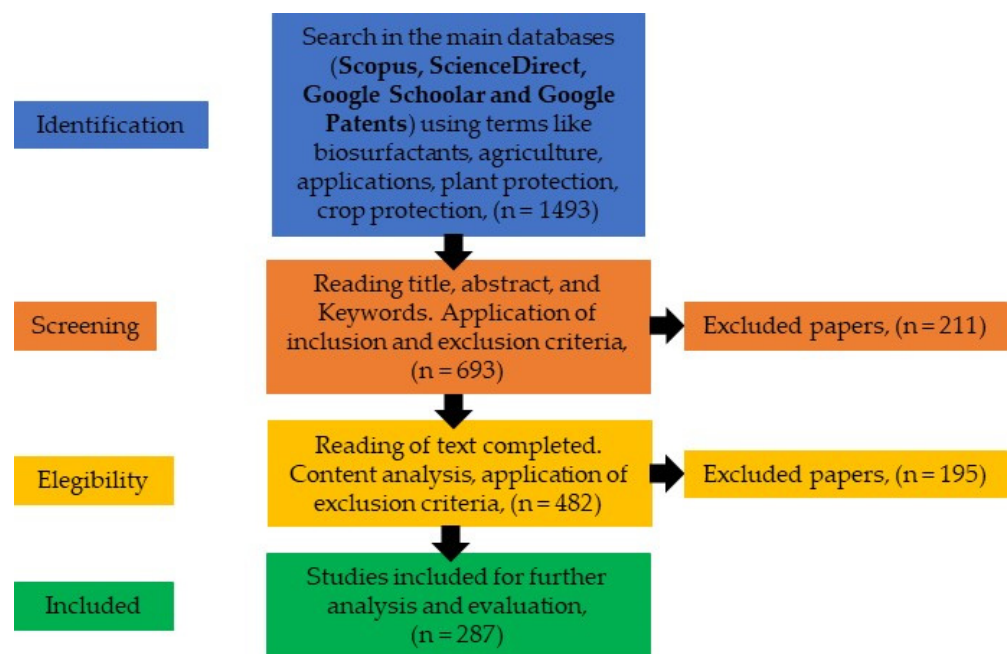 Identification
Search in the main databases
(Scopus, ScienceDirect,
Google Schoolar and Google
Patents) using terms like
biosurfactants, agriculture,
applications, plant protection,
crop protection, (n = 1493)
Screening
Reading title, abstract, and
Keywords. Application of
inclusion and exclusion criteria,
(n = 693)
Excluded papers, (n = 211)
Elegibility
Reading of text completed.
Content analysis, application of
exclusion criteria, (n = 482)
Excluded papers, (n = 195)
Included
Studies included for further
analysis and evaluation,
(n = 287)